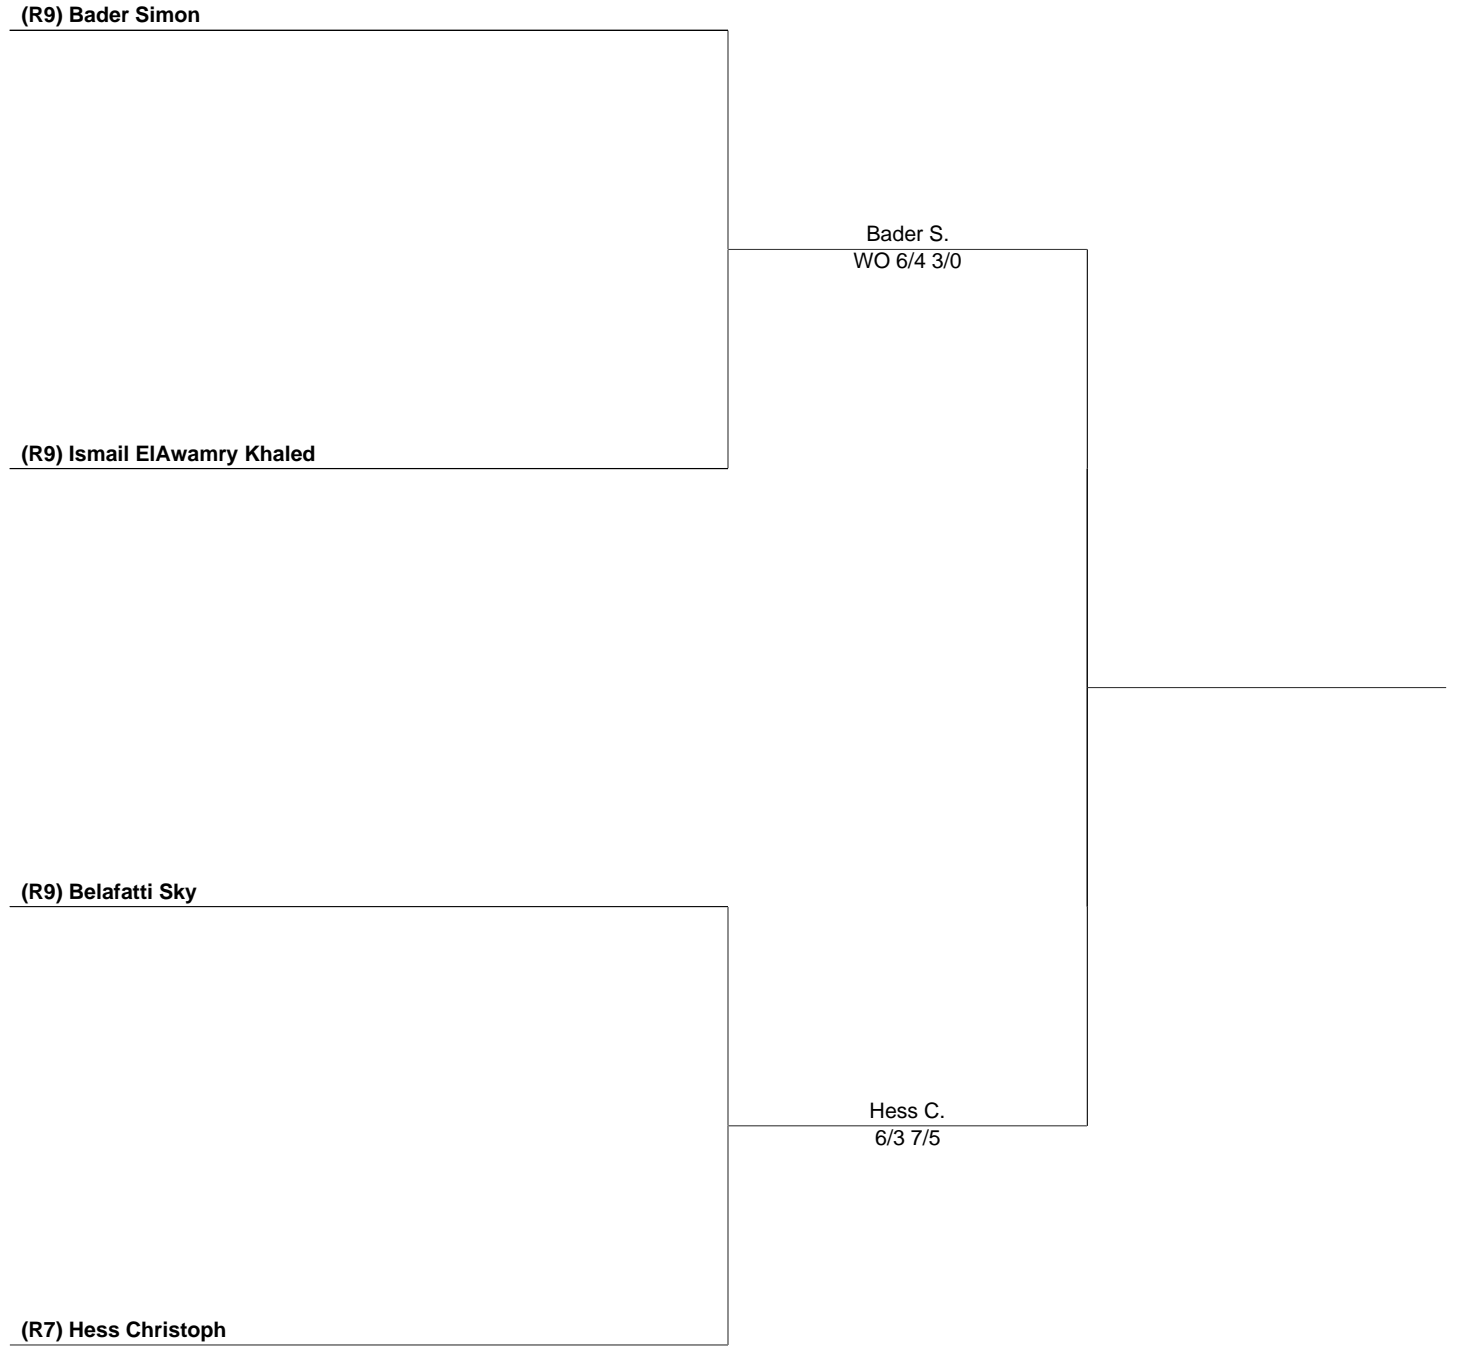 (R9) Bader Simon
Bader S.
WO 6/4 3/0
(R9) Ismail ElAwamry Khaled
(R9) Belafatti Sky
Hess C.
6/3 7/5
(R7) Hess Christoph